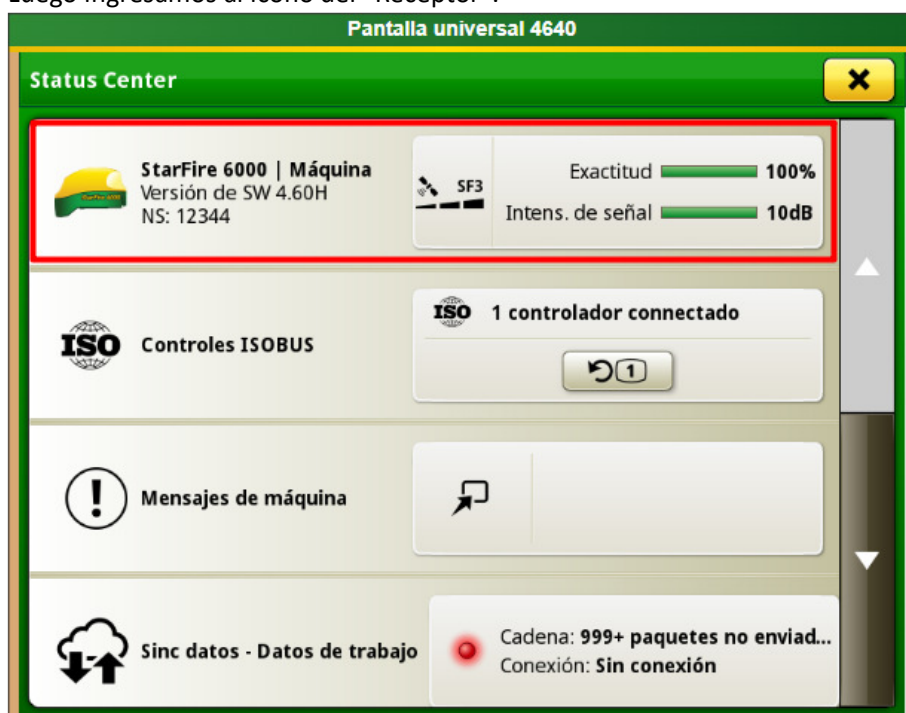 Luego ingresamos al icono del "Receptor".
Pantalla universal 4640
Status Center
StarFire 6000 | Máquina
Versión de SW 4.60H
NS: 12344
SF3
Exactitud 100%
Intens. de señal 10dB
ISO
Controles ISOBUS
ISO 1 controlador connectado
1
Mensajes de máquina
Sinc datos - Datos de trabajo
Cadena: 999+ paquetes no enviad...
Conexión: Sin conexión